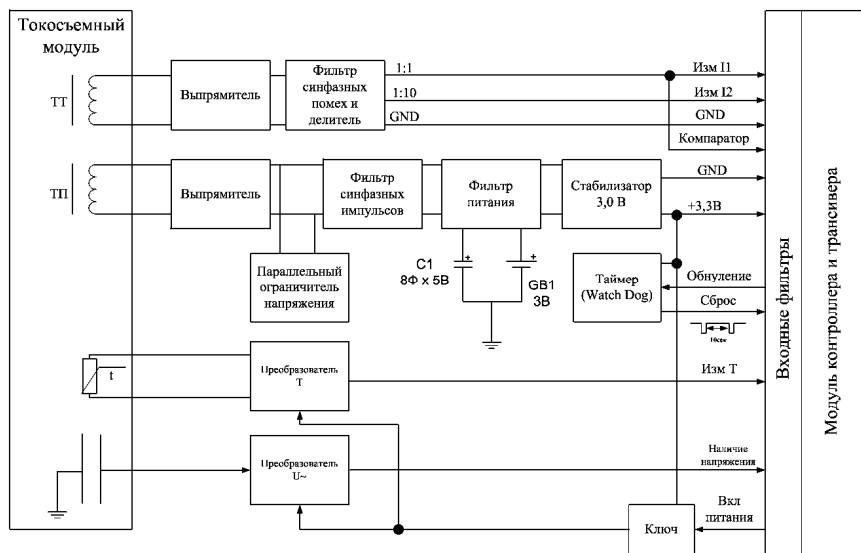 Токосъемный
модуль
ТТ
Выпрямитель
Фильтр
синфазных
помех и
делитель
1:1
1:10
GND
Изм I1
Изм I2
GND
Компаратор
ТП
Выпрямитель
Фильтр
синфазных
импульсов
Фильтр
питания
Стабилизатор
3,0 В
GND
+3,3В
Параллельный
ограничитель
напряжения
C1
8Ф x 5В
+
+
GB1
3В
Таймер
(Watch Dog)
Обнуление
Сброс
10сек
t
Преобразователь
Т
Изм Т
Преобразователь
U~
Наличие
напряжения
Ключ
Вкл
питания
Входные фильтры
Модуль контроллера и трансивера